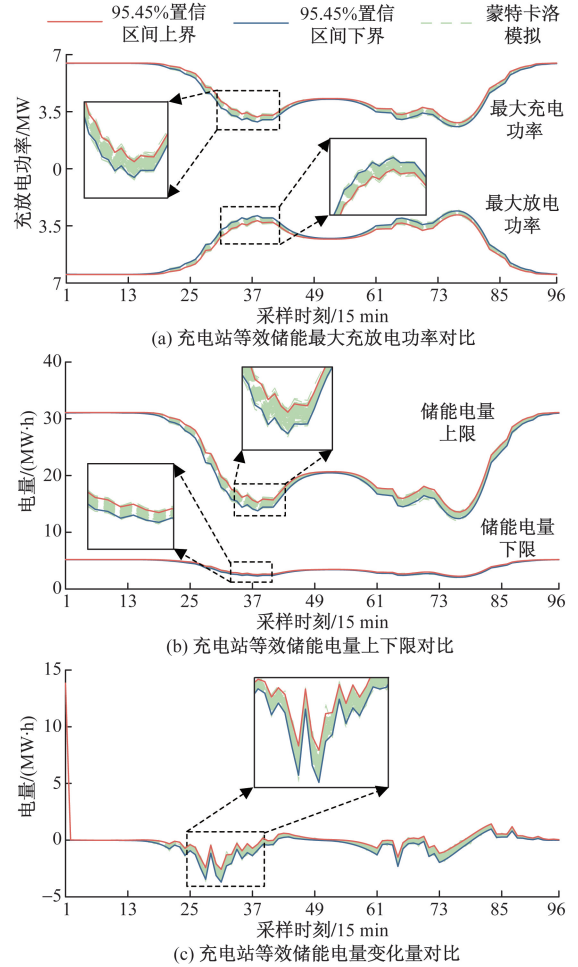 95.45%置信
区间上界
95.45%置信
区间下界
蒙特卡洛
模拟
充放电功率/MW
7
3.5
0
3.5
7
最大充电
功率
最大放电
功率
1 13 25 37 49 61 73 85 96
采样时刻/15 min
(a) 充电站等效储能最大充放电功率对比
电量/(MW·h)
40
30
20
10
0
储能电量
上限
储能电量
下限
1 13 25 37 49 61 73 85 96
采样时刻/15 min
(b) 充电站等效储能电量上下限对比
电量/(MW·h)
15
10
5
0
−5
1 13 25 37 49 61 73 85 96
采样时刻/15 min
(c) 充电站等效储能电量变化量对比